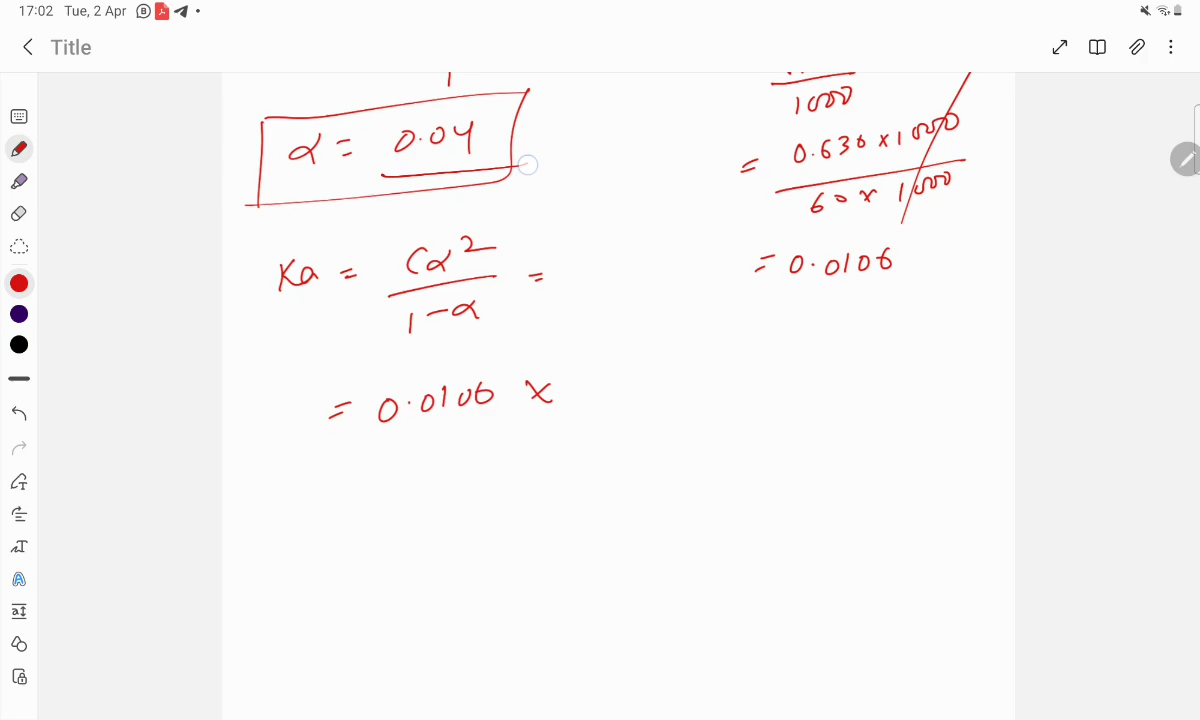 17:02 Tue, 2 Apr
Title
α = 0.04
Ka = Cα² / 1-α =
= 0.0106 x
1000
= 0.630 x 1000 / 60 x 1000
= 0.0106